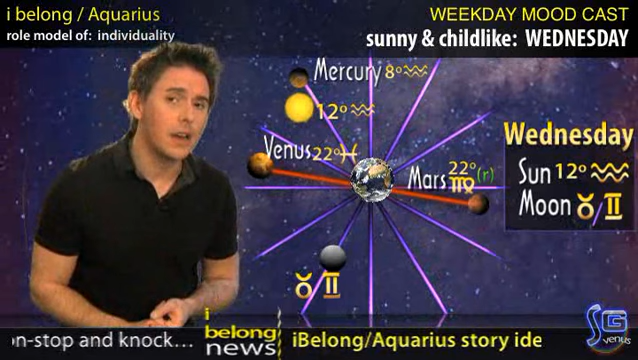 i belong / Aquarius
role model of: individuality
WEEKDAY MOOD CAST
sunny & childlike: WEDNESDAY
Mercury 8° ♒
12° ♒
Venus 22° ♓
Mars 22° ♍ (r)
♉ ♊
Wednesday
Sun 12° ♒
Moon ♉/♊
n-stop and knock...
i belong news
iBelong/Aquarius story ide
SG venus